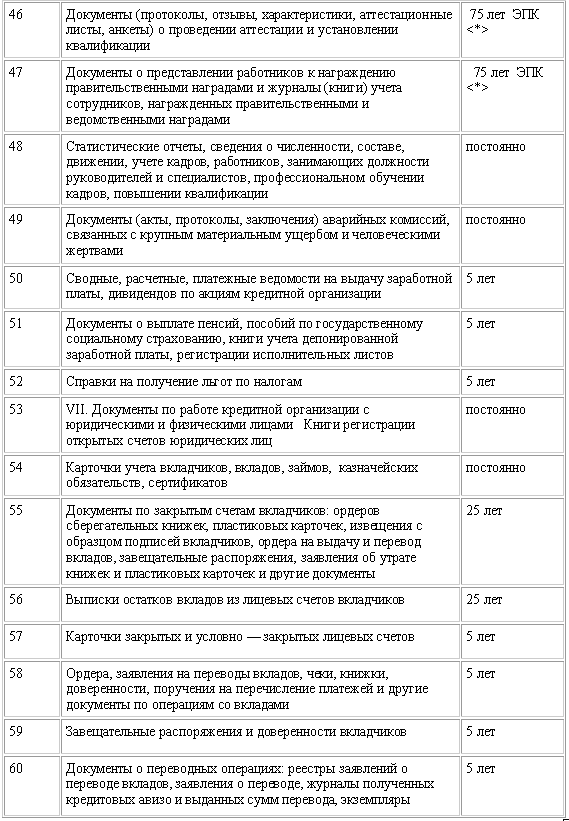 46 Документы (протоколы, отзывы, характеристики, аттестационные 75 лет ЭПК
листы, анкеты) о проведении аттестации и установлении <*>
квалификации
47 Документы о представлении работников к награждению 75 лет ЭПК
правительственными наградами и журналы (книги) учета <*>
сотрудников, награжденных правительственными и
ведомственными наградами
48 Статистические отчеты, сведения о численности, составе, постоянно
движении, учете кадров, работников, занимающих должности
руководителей и специалистов, профессиональном обучении
кадров, повышении квалификации
49 Документы (акты, протоколы, заключения) аварийных комиссий, постоянно
связанных с крупным материальным ущербом и человеческими
жертвами
50 Сводные, расчетные, платежные ведомости на выдачу заработной 5 лет
платы, дивидендов по акциям кредитной организации
51 Документы о выплате пенсий, пособий по государственному 5 лет
социальному страхованию, книги учета депонированной
заработной платы, регистрации исполнительных листов
52 Справки на получение льгот по налогам 5 лет
53 VII. Документы по работе кредитной организации с постоянно
юридическими и физическими лицами Книги регистрации
открытых счетов юридических лиц
54 Карточки учета вкладчиков, вкладов, займов, казначейских постоянно
обязательств, сертификатов
55 Документы по закрытым счетам вкладчиков: ордеров 25 лет
сберегательных книжек, пластиковых карточек, извещения с
образцом подписей вкладчиков, ордера на выдачу и перевод
вкладов, завещательные распоряжения, заявления об утрате
книжек и пластиковых карточек и другие документы
56 Выписки остатков вкладов из лицевых счетов вкладчиков 25 лет
57 Карточки закрытых и условно — закрытых лицевых счетов 5 лет
58 Ордера, заявления на переводы вкладов, чеки, книжки, 5 лет
доверенности, поручения на перечисление платежей и другие
документы по операциям со вкладами
59 Завещательные распоряжения и доверенности вкладчиков 5 лет
60 Документы о переводных операциях: реестры заявлений о 5 лет
переводе вкладов, заявления о переводе, журналы полученных
кредитовых авизо и выданных сумм перевода, экземпляры